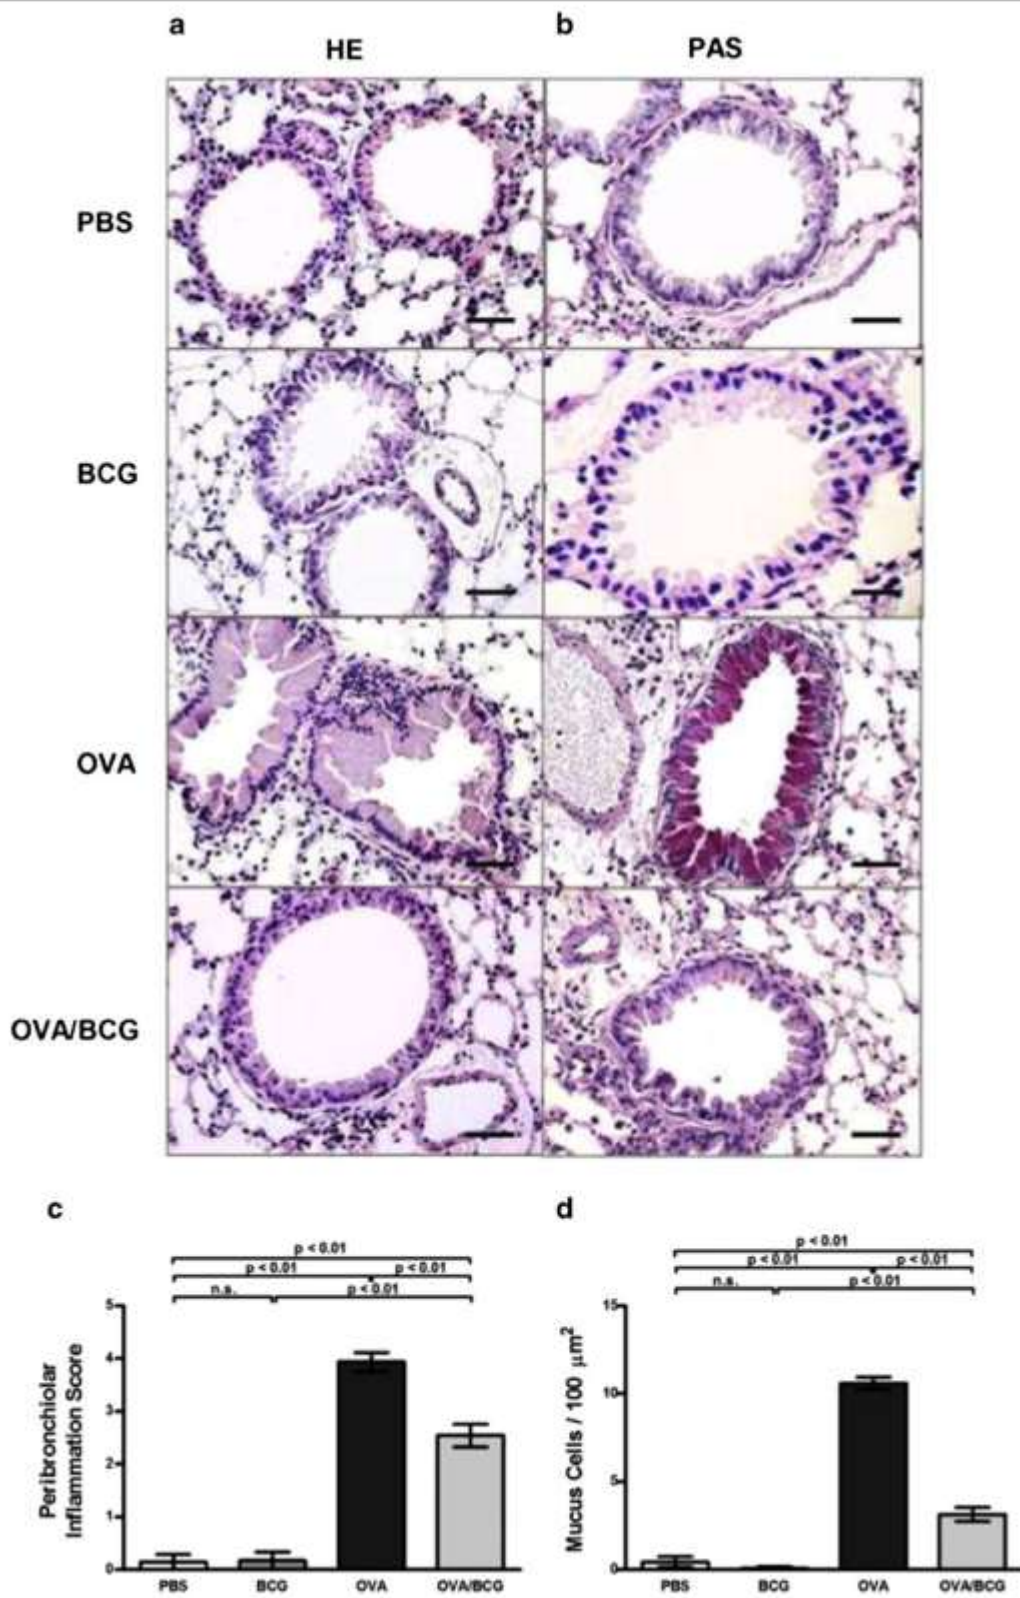 a
b
HE
PAS
PBS
BCG
OVA
OVA/BCG
c
p < 0.01
p < 0.01
p < 0.01
n.s.
p < 0.01
5
4
3
2
1
0
Peribronchiolar
Inflammation Score
PBS
BCG
OVA
OVA/BCG
d
p < 0.01
p < 0.01
p < 0.01
n.s.
p < 0.01
15
10
5
0
Mucus Cells / 100 μm²
PBS
BCG
OVA
OVA/BCG